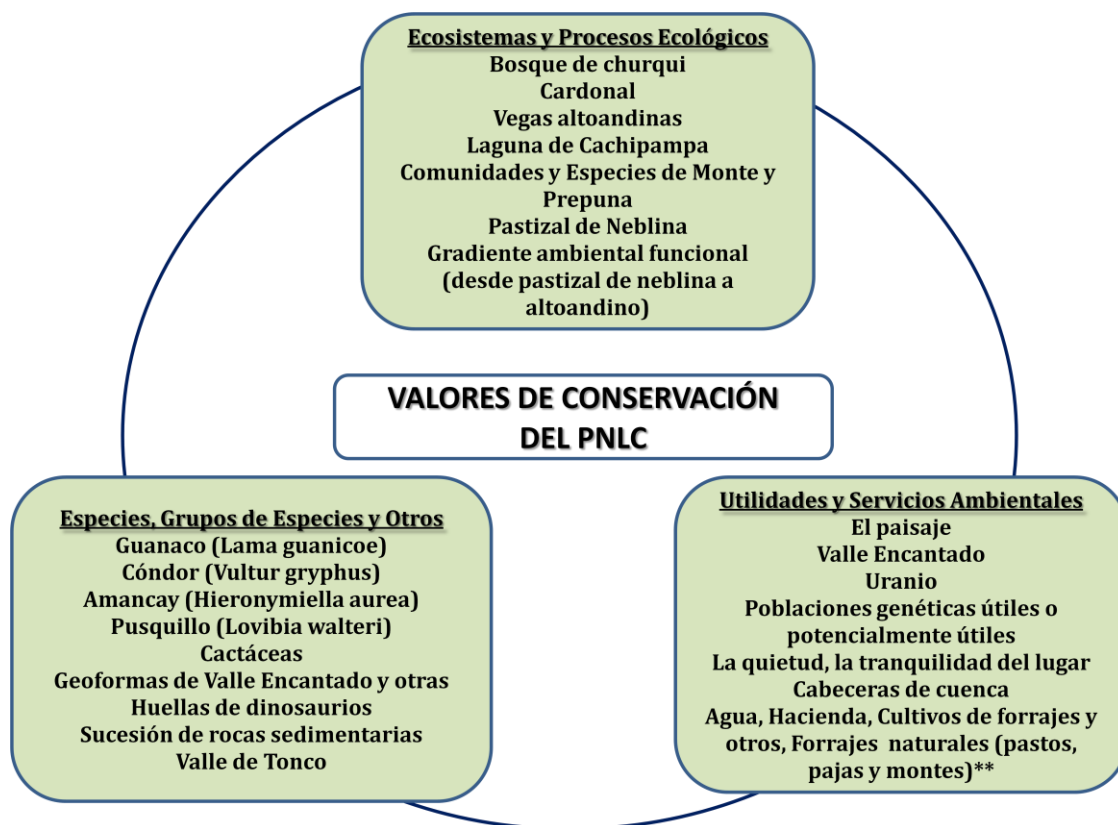 Ecosistemas y Procesos Ecológicos
Bosque de churqui
Cardonal
Vegas altoandinas
Laguna de Cachipampa
Comunidades y Especies de Monte y
Prepuna
Pastizal de Neblina
Gradiente ambiental funcional
(desde pastizal de neblina a
altoandino)
VALORES DE CONSERVACIÓN
DEL PNLC
Especies, Grupos de Especies y Otros
Guanaco (Lama guanicoe)
Cóndor (Vultur gryphus)
Amancay (Hieronymiella aurea)
Pusquillo (Lovibia walteri)
Cactáceas
Geoformas de Valle Encantado y otras
Huellas de dinosaurios
Sucesión de rocas sedimentarias
Valle de Tonco
Utilidades y Servicios Ambientales
El paisaje
Valle Encantado
Uranio
Poblaciones genéticas útiles o
potencialmente útiles
La quietud, la tranquilidad del lugar
Cabeceras de cuenca
Agua, Hacienda, Cultivos de forrajes y
otros, Forrajes naturales (pastos,
pajas y montes)**